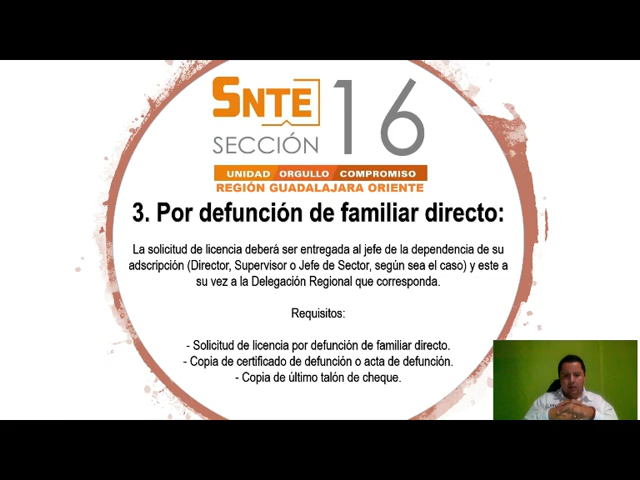 SNTE
SECCIÓN 16
UNIDAD ORGULLO COMPROMISO
REGIÓN GUADALAJARA ORIENTE
3. Por defunción de familiar directo:
La solicitud de licencia deberá ser entregada al jefe de la dependencia de su
adscripción (Director, Supervisor o Jefe de Sector, según sea el caso) y este a
su vez a la Delegación Regional que corresponda.
Requisitos:
- Solicitud de licencia por defunción de familiar directo.
- Copia de certificado de defunción o acta de defunción.
- Copia de último talón de cheque.